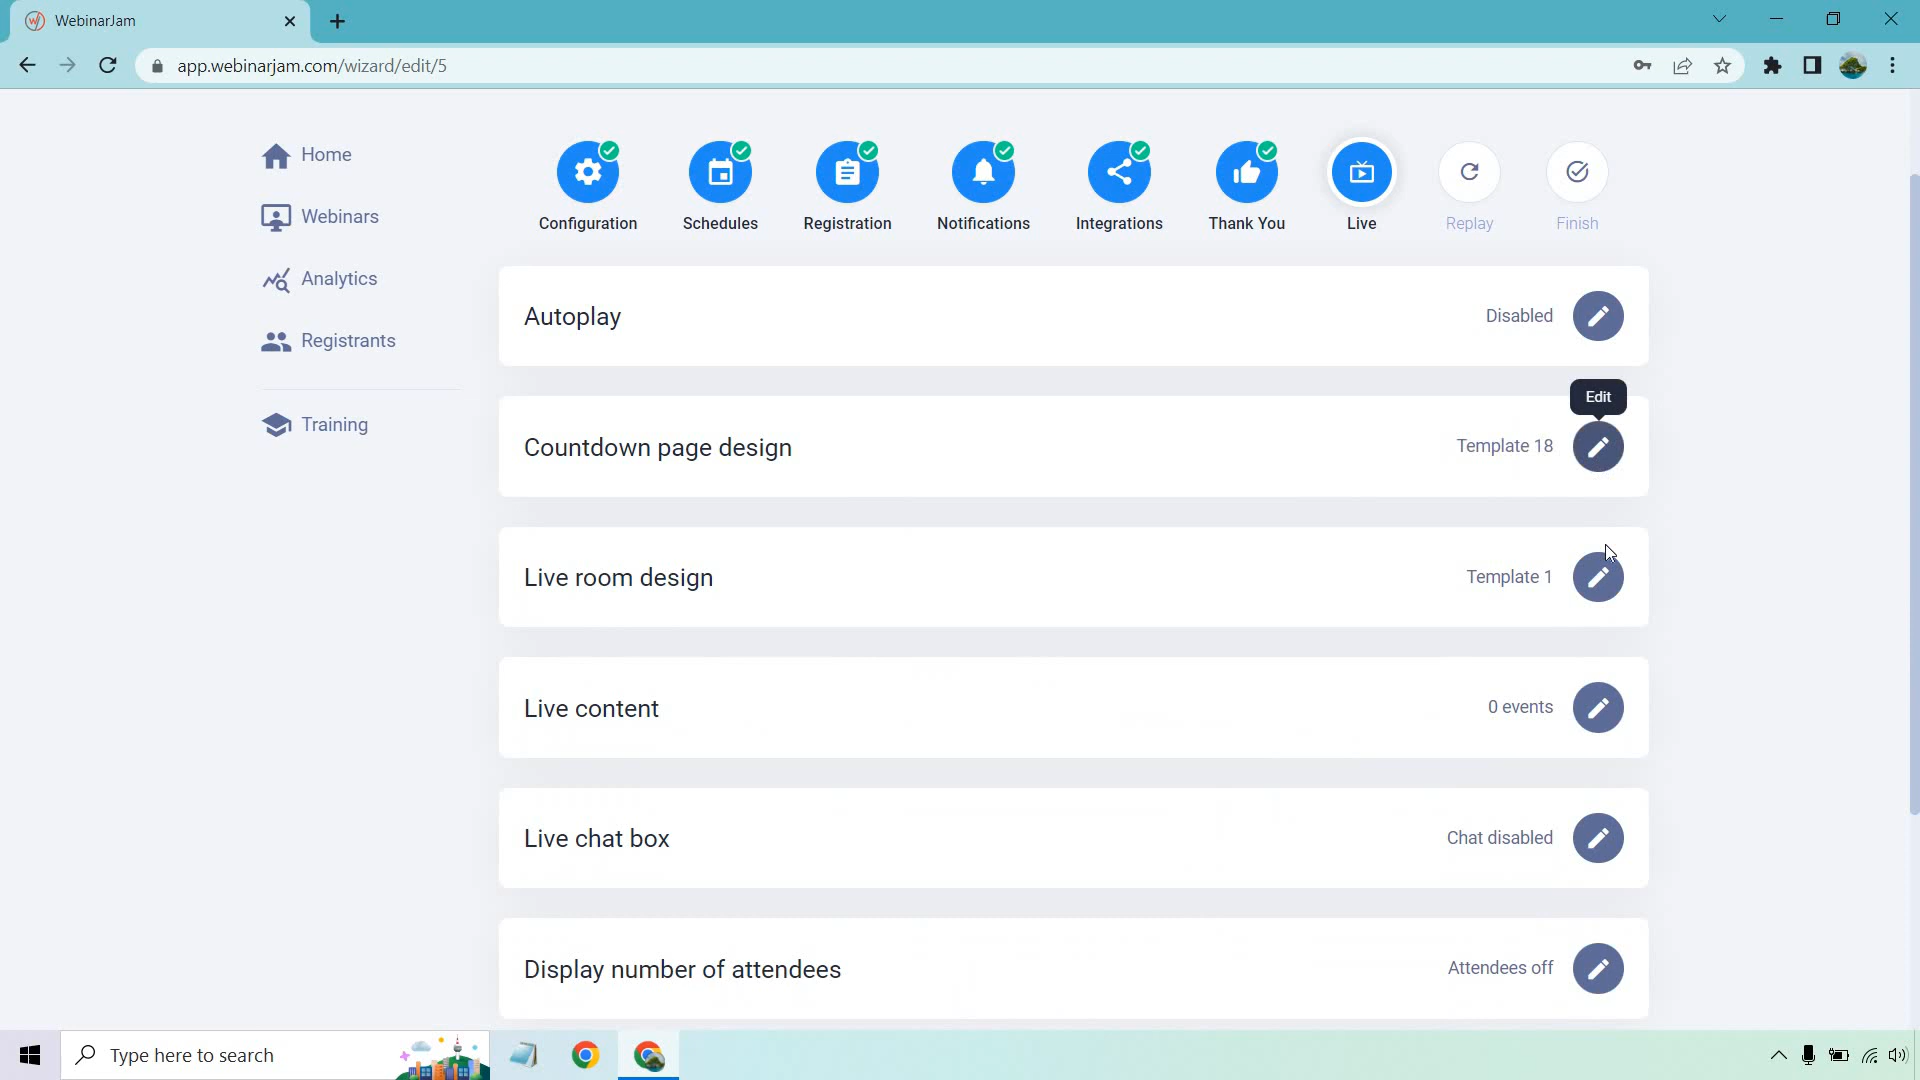 WebinarJam
app.webinarjam.com/wizard/edit/5
Home
Webinars
Analytics
Registrants
Training
Configuration
Schedules
Registration
Notifications
Integrations
Thank You
Live
Replay
Finish
Autoplay
Disabled
Edit
Countdown page design
Template 18
Live room design
Template 1
Live content
0 events
Live chat box
Chat disabled
Display number of attendees
Attendees off
Type here to search